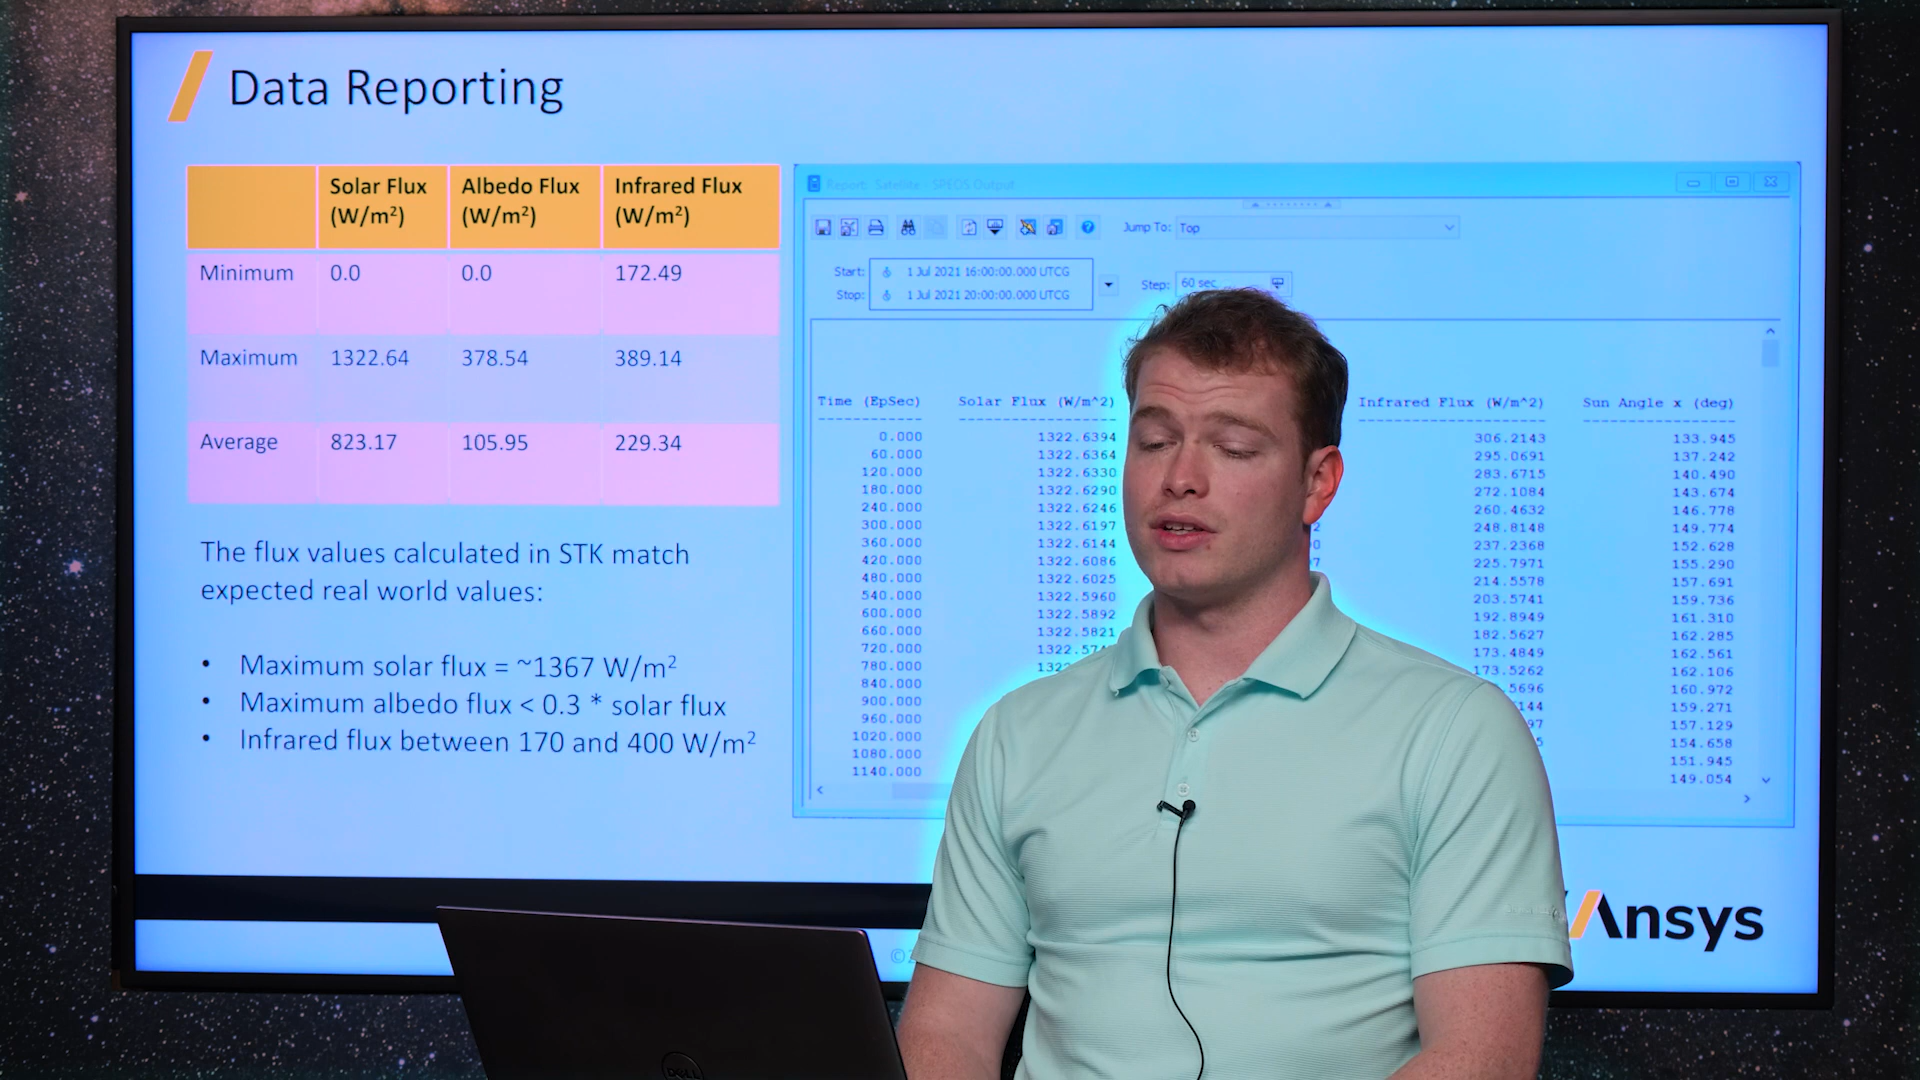 Data Reporting
Solar Flux (W/m²) Albedo Flux (W/m²) Infrared Flux (W/m²)
Minimum 0.0 0.0 172.49
Maximum 1322.64 378.54 389.14
Average 823.17 105.95 229.34
The flux values calculated in STK match
expected real world values:
• Maximum solar flux = ~1367 W/m²
• Maximum albedo flux < 0.3 * solar flux
• Infrared flux between 170 and 400 W/m²
Report: Satellite - SPEOS Output
Jump To: Top
Start: 1 Jul 2021 16:00:00.000 UTCG
Stop: 1 Jul 2021 20:00:00.000 UTCG
Step: 60 sec
Time (EpSec) Solar Flux (W/m^2) Infrared Flux (W/m^2) Sun Angle x (deg)
0.000 1322.6394 306.2143 133.945
60.000 1322.6364 295.0691 137.242
120.000 1322.6330 283.6715 140.490
180.000 1322.6290 272.1084 143.674
240.000 1322.6246 260.4632 146.778
300.000 1322.6197 248.8148 149.774
360.000 1322.6144 237.2368 152.628
420.000 1322.6086 225.7971 155.290
480.000 1322.6025 214.5578 157.691
540.000 1322.5960 203.5741 159.736
600.000 1322.5892 192.8949 161.310
660.000 1322.5821 182.5627 162.285
720.000 173.4849 162.561
780.000 173.5262 162.106
840.000 160.972
900.000 159.271
960.000 157.129
1020.000 154.658
1080.000 151.945
1140.000 149.054
Ansys
DELL